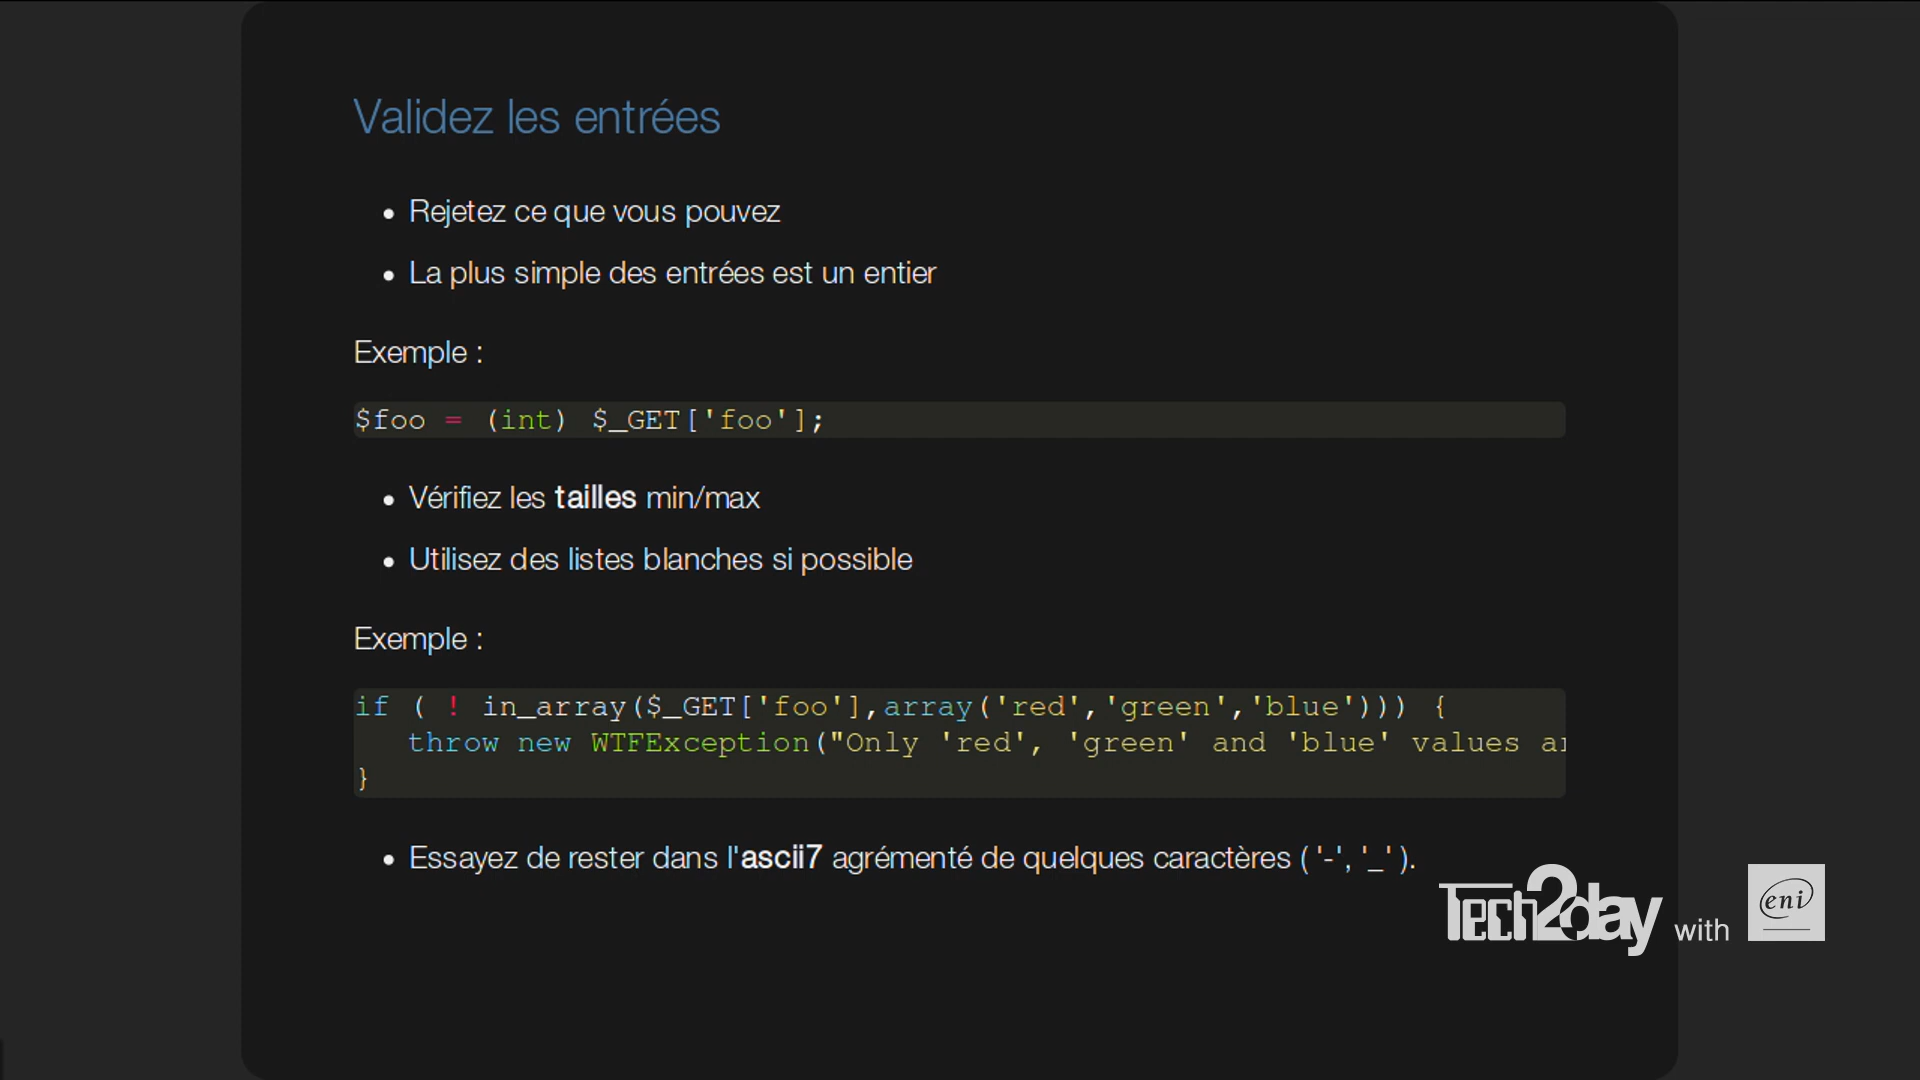 Validez les entrées
• Rejetez ce que vous pouvez
• La plus simple des entrées est un entier
Exemple :
$foo = (int) $_GET['foo'];
• Vérifiez les tailles min/max
• Utilisez des listes blanches si possible
Exemple :
if ( ! in_array($_GET['foo'],array('red','green','blue'))) {
   throw new WTFException("Only 'red', 'green' and 'blue' values
}
• Essayez de rester dans l'ascii7 agrémenté de quelques caractères ( '-', '_' ).
Tech2day with eni